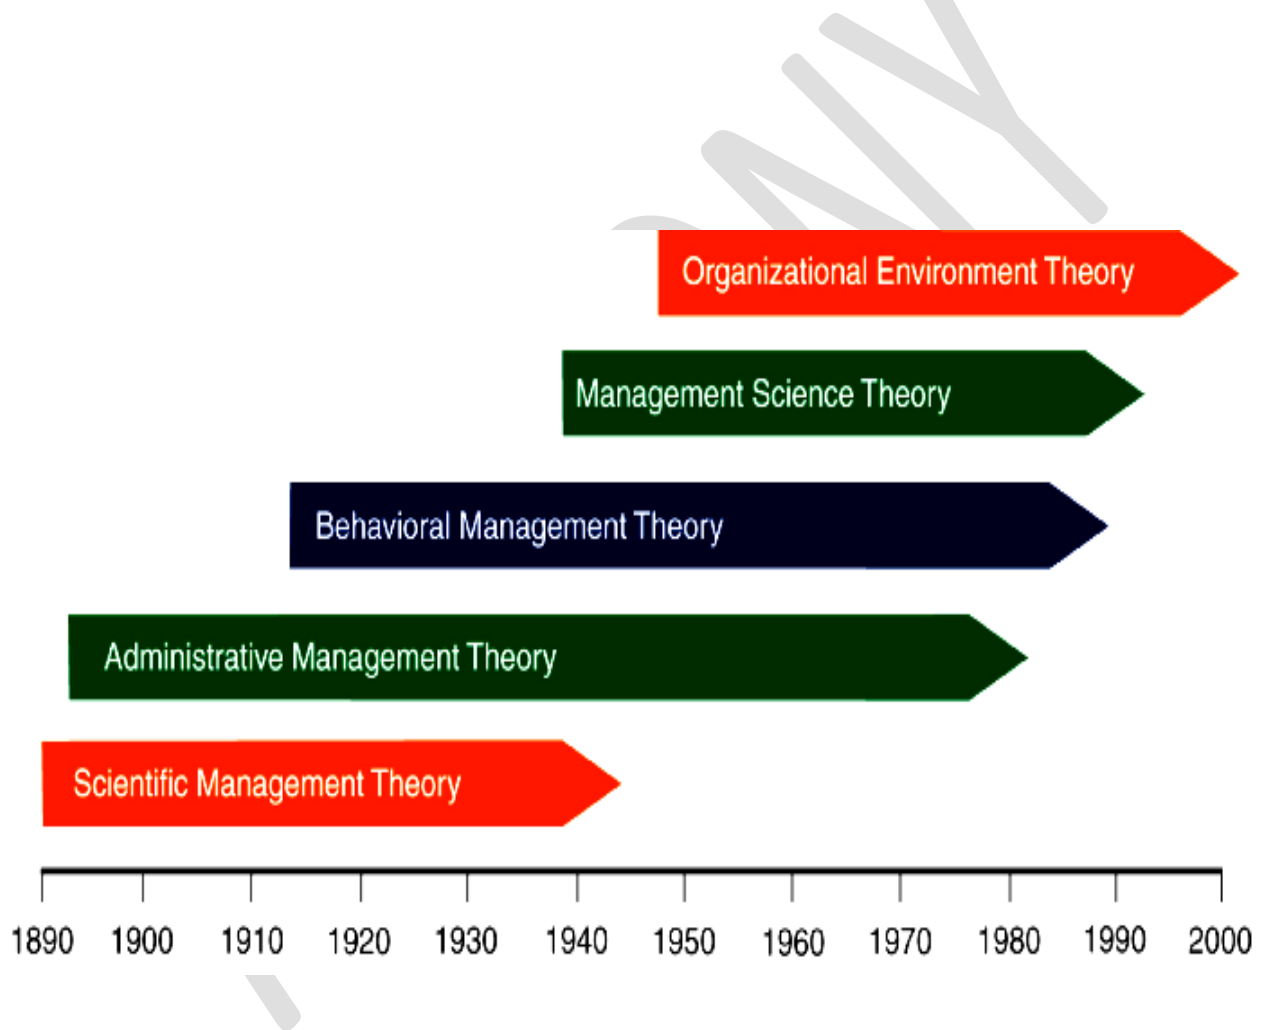 Organizational Environment Theory
Management Science Theory
Behavioral Management Theory
Administrative Management Theory
Scientific Management Theory
1890 1900 1910 1920 1930 1940 1950 1960 1970 1980 1990 2000